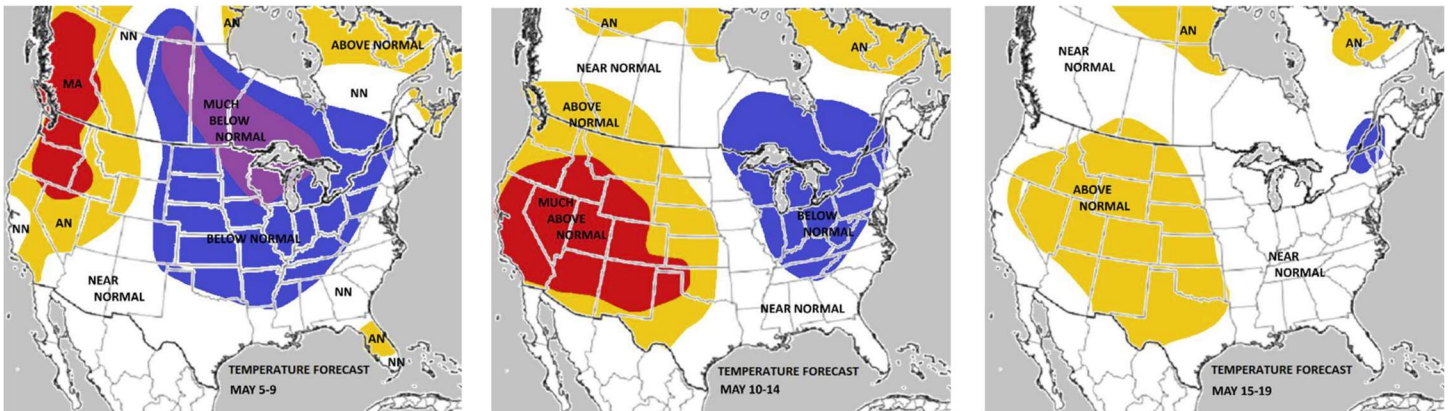 AN
NN
ABOVE NORMAL
MA
NN
MUCH
BELOW
NORMAL
NN
AN
BELOW NORMAL
NEAR
NORMAL
NN
AN
NN
TEMPERATURE FORECAST
MAY 5-9
AN
AN
NEAR NORMAL
ABOVE
NORMAL
MUCH
ABOVE
NORMAL
BELOW
NORMAL
NEAR NORMAL
TEMPERATURE FORECAST
MAY 10-14
AN
AN
NEAR
NORMAL
ABOVE
NORMAL
NEAR
NORMAL
TEMPERATURE FORECAST
MAY 15-19